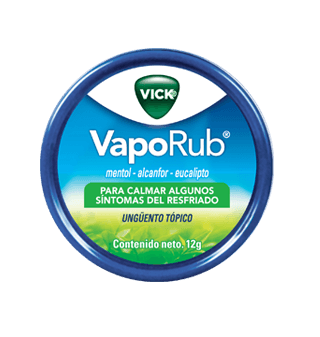 VICK®
VapoRub®
mentol - alcanfor - eucalipto
PARA CALMAR ALGUNOS
SÍNTOMAS DEL RESFRIADO
UNGÜENTO TÓPICO
Contenido neto. 12g